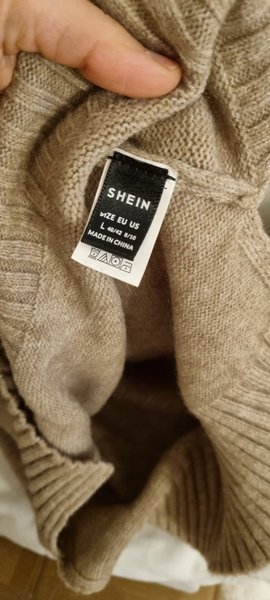 SHEIN
SIZE EU US
L 40/42 8/10
MADE IN CHINA